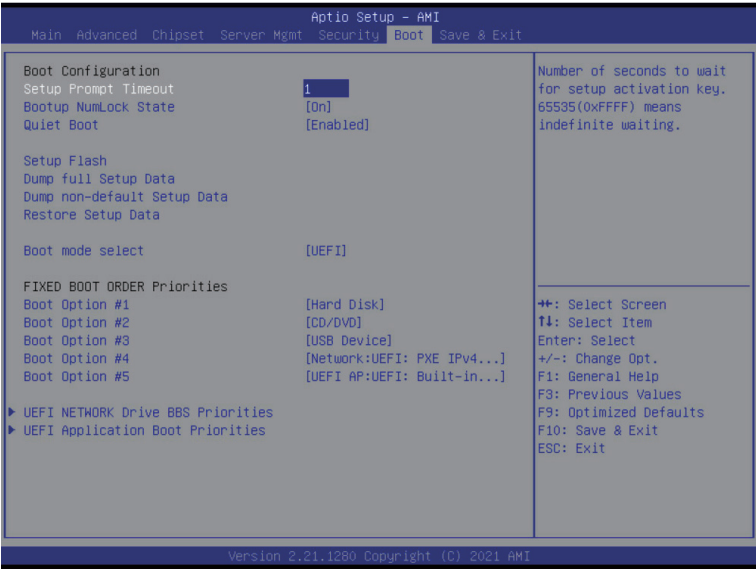 Aptio Setup - AMI
Main Advanced Chipset Server Mgmt Security Boot Save & Exit
Boot Configuration
Setup Prompt Timeout 1
Bootup NumLock State [On]
Quiet Boot [Enabled]
Setup Flash
Dump full Setup Data
Dump non-default Setup Data
Restore Setup Data
Boot mode select [UEFI]
FIXED BOOT ORDER Priorities
Boot Option #1 [Hard Disk]
Boot Option #2 [CD/DVD]
Boot Option #3 [USB Device]
Boot Option #4 [Network:UEFI: PXE IPv4...]
Boot Option #5 [UEFI AP:UEFI: Built-in...]
UEFI NETWORK Drive BBS Priorities
UEFI Application Boot Priorities
Number of seconds to wait
for setup activation key.
65535(0xFFFF) means
indefinite waiting.
→←: Select Screen
↑↓: Select Item
Enter: Select
+/-: Change Opt.
F1: General Help
F3: Previous Values
F9: Optimized Defaults
F10: Save & Exit
ESC: Exit
Version 2.21.1280 Copyright (C) 2021 AMI